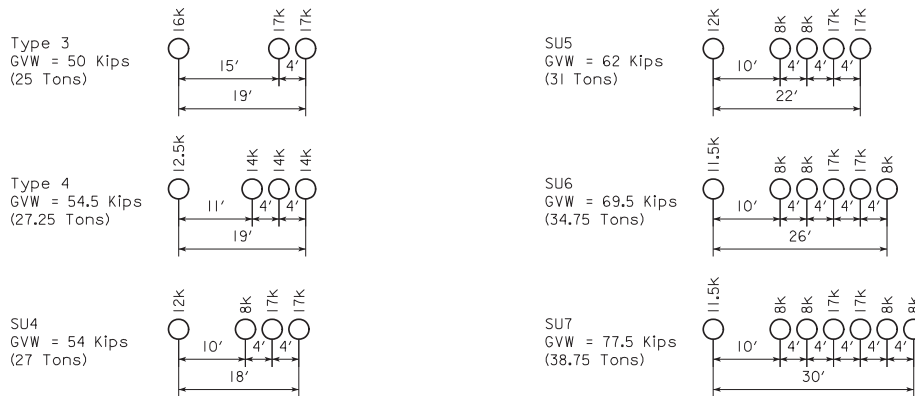 Type 3
GVW = 50 Kips
(25 Tons)
16k 17k 17k
15' 4'
19'
Type 4
GVW = 54.5 Kips
(27.25 Tons)
12.5k 14k 14k 14k
11' 4' 4'
19'
SU4
GVW = 54 Kips
(27 Tons)
12k 8k 17k 17k
10' 4' 4'
18'
SU5
GVW = 62 Kips
(31 Tons)
12k 8k 8k 17k 17k
10' 4' 4' 4'
22'
SU6
GVW = 69.5 Kips
(34.75 Tons)
11.5k 8k 8k 17k 17k 8k
10' 4' 4' 4' 4'
26'
SU7
GVW = 77.5 Kips
(38.75 Tons)
11.5k 8k 8k 17k 17k 8k 8k
10' 4' 4' 4' 4' 4'
30'